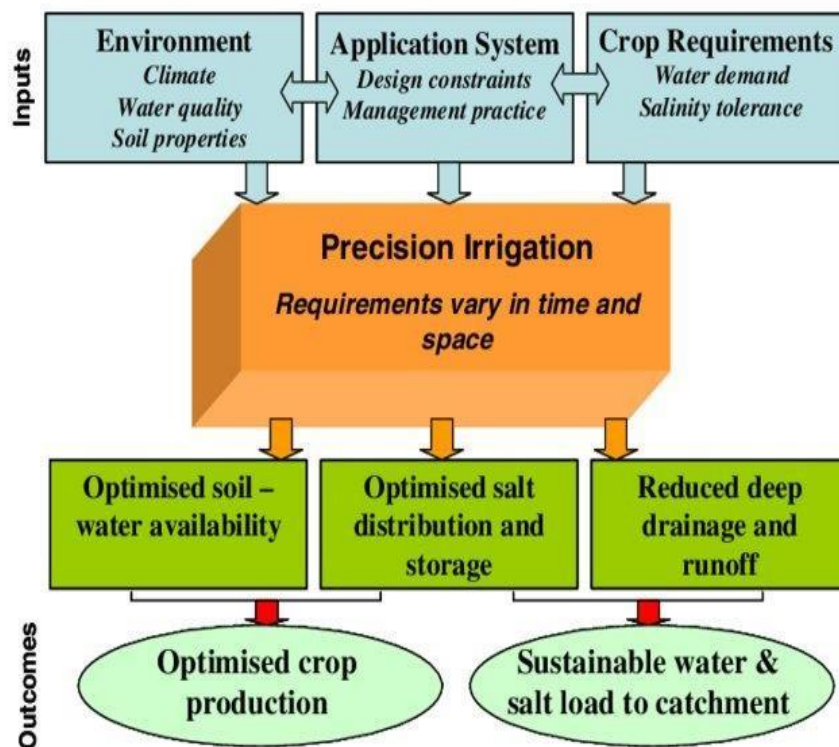 Inputs
Environment
Climate
Water quality
Soil properties
Application System
Design constraints
Management practice
Crop Requirements
Water demand
Salinity tolerance
Precision Irrigation
Requirements vary in time and
space
Optimised soil –
water availability
Optimised salt
distribution and
storage
Reduced deep
drainage and
runoff
Outcomes
Optimised crop
production
Sustainable water &
salt load to catchment